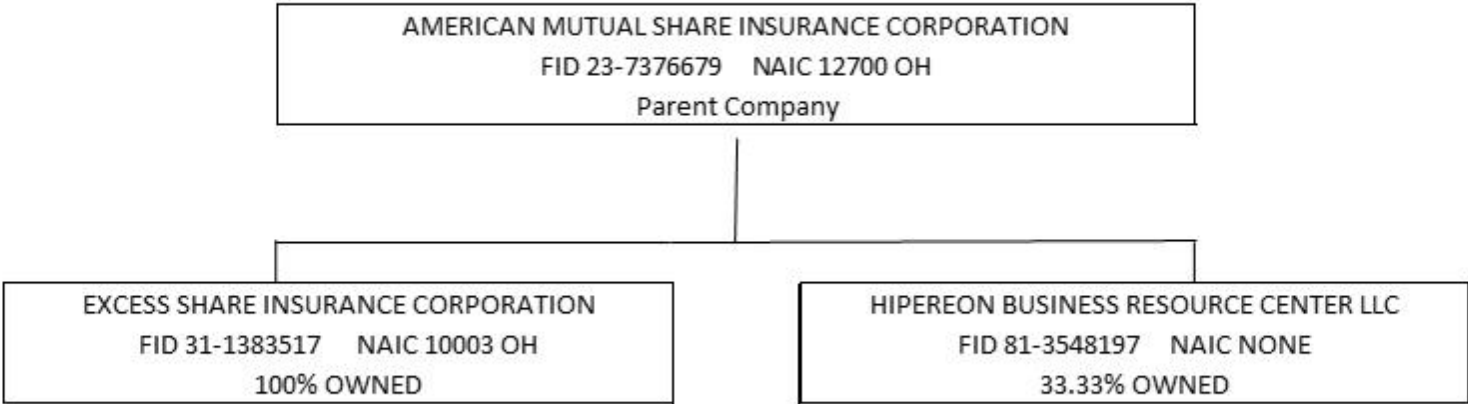 AMERICAN MUTUAL SHARE INSURANCE CORPORATION
FID 23-7376679 NAIC 12700 OH
Parent Company
EXCESS SHARE INSURANCE CORPORATION
FID 31-1383517 NAIC 10003 OH
100% OWNED
HIPEREON BUSINESS RESOURCE CENTER LLC
FID 81-3548197 NAIC NONE
33.33% OWNED